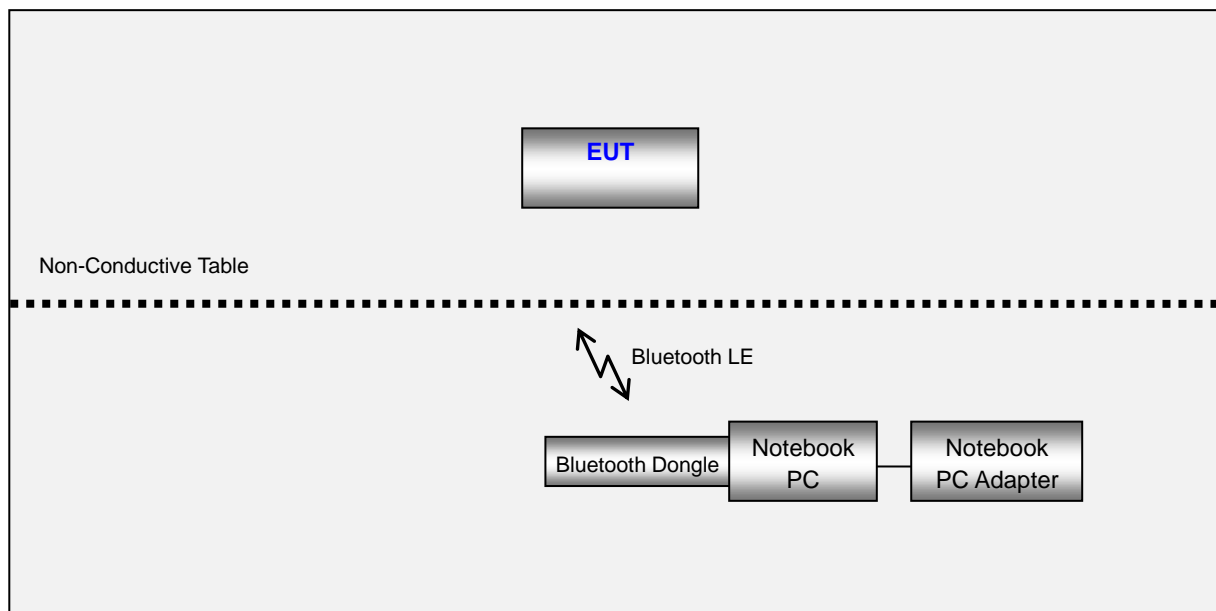 EUT
Non-Conductive Table
Bluetooth LE
Bluetooth Dongle
Notebook
PC
Notebook
PC Adapter